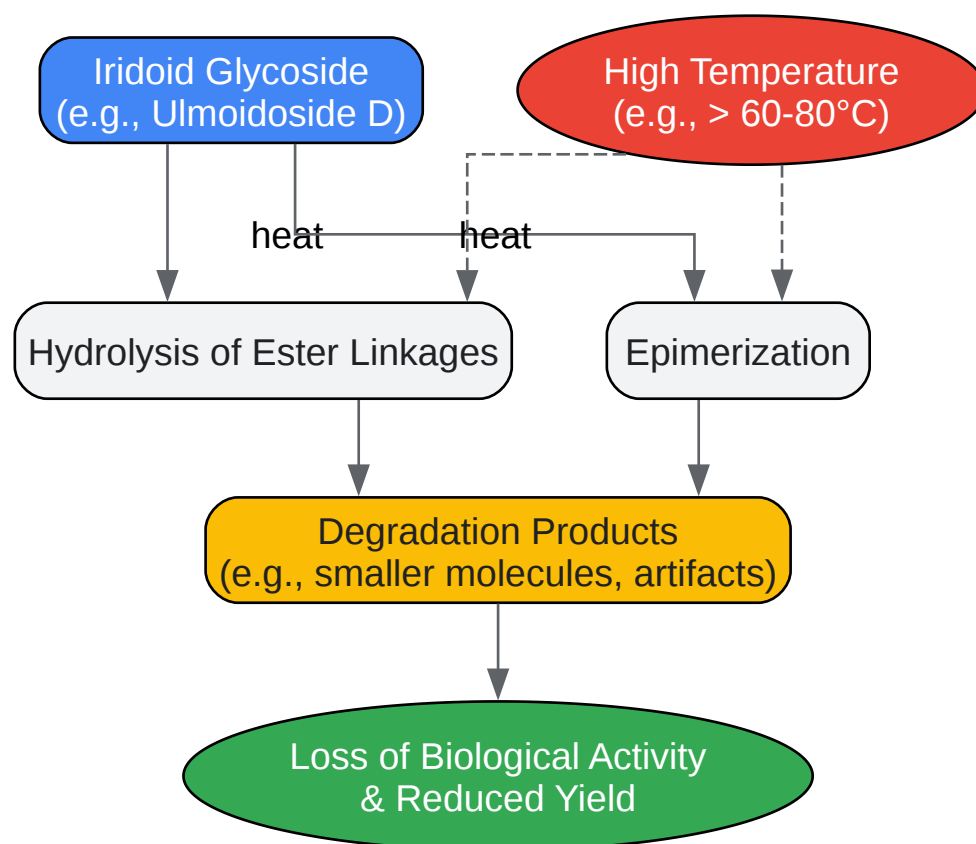 Iridoid Glycoside
(e.g., Ulmoidoside D)
High Temperature
(e.g., > 60-80°C)
heat
heat
Hydrolysis of Ester Linkages
Epimerization
Degradation Products
(e.g., smaller molecules, artifacts)
Loss of Biological Activity
& Reduced Yield